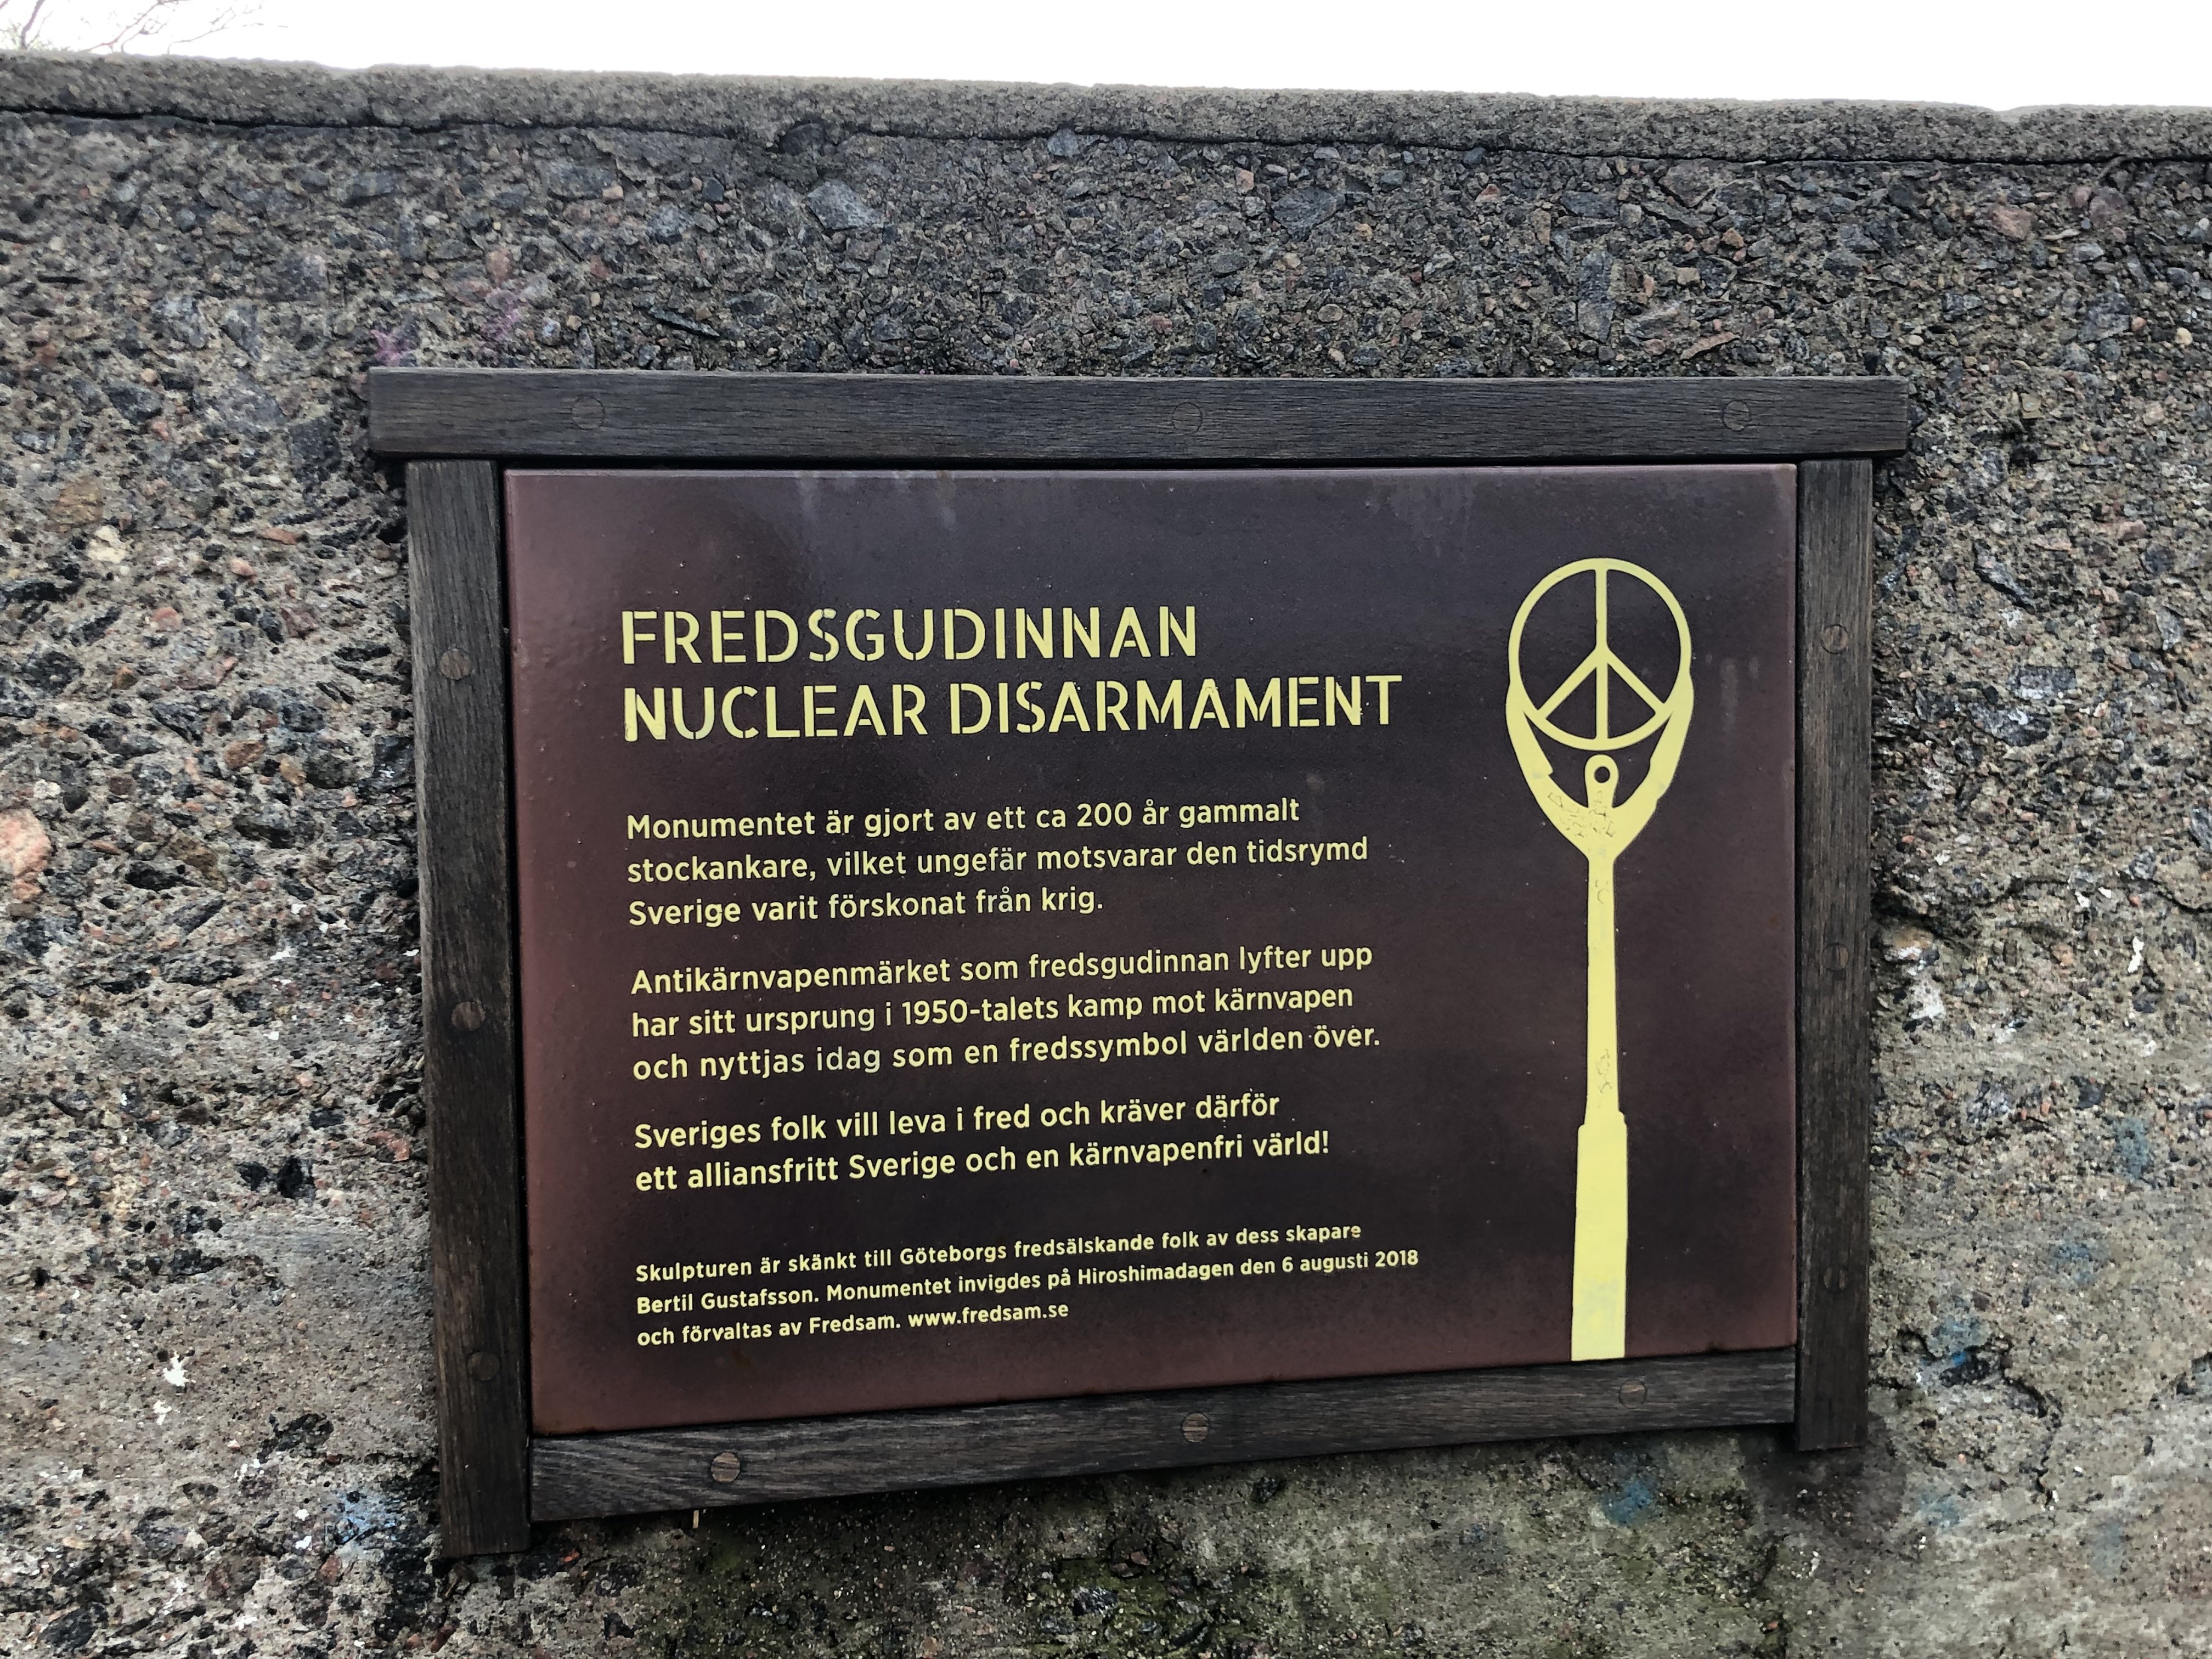 FREDSGUDINNAN
NUCLEAR DISARMAMENT
Monumentet är gjort av ett ca 200 år gammalt
stockankare, vilket ungefär motsvarar den tidsrymd
Sverige varit förskonat från krig.
Antikärnvapenmärket som fredsgudinnan lyfter upp
har sitt ursprung i 1950-talets kamp mot kärnvapen
och nyttjas idag som en fredssymbol världen över.
Sveriges folk vill leva i fred och kräver därför
ett alliansfritt Sverige och en kärnvapenfri värld!
Skulpturen är skänkt till Göteborgs fredsälskande folk av dess skapare
Bertil Gustafsson. Monumentet invigdes på Hiroshimadagen den 6 augusti 2018
och förvaltas av Fredsam. www.fredsam.se